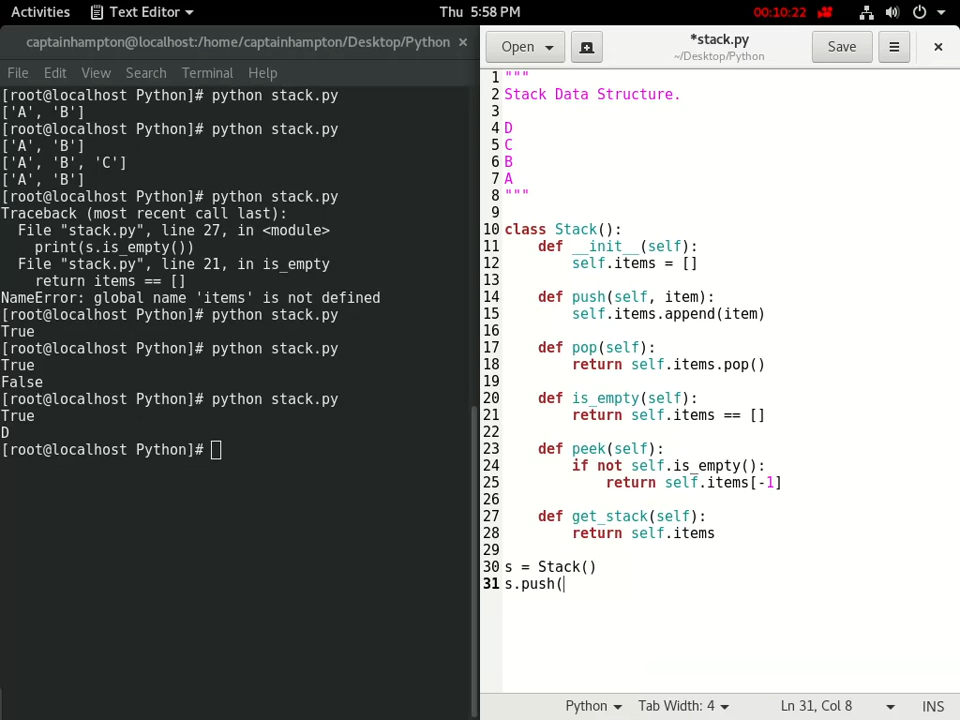 Activities Text Editor Thu 5:58 PM 00:10:22
captainhampton@localhost:/home/captainhampton/Desktop/Python ×
File Edit View Search Terminal Help
[root@localhost Python]# python stack.py
['A', 'B']
[root@localhost Python]# python stack.py
['A', 'B']
['A', 'B', 'C']
['A', 'B']
[root@localhost Python]# python stack.py
Traceback (most recent call last):
  File "stack.py", line 27, in <module>
    print(s.is_empty())
  File "stack.py", line 21, in is_empty
    return items == []
NameError: global name 'items' is not defined
[root@localhost Python]# python stack.py
True
[root@localhost Python]# python stack.py
True
False
[root@localhost Python]# python stack.py
True
D
[root@localhost Python]#
Open *stack.py Save
~/Desktop/Python
1 """
2 Stack Data Structure.
3
4 D
5 C
6 B
7 A
8 """
9
10 class Stack():
11     def __init__(self):
12         self.items = []
13
14     def push(self, item):
15         self.items.append(item)
16
17     def pop(self):
18         return self.items.pop()
19
20     def is_empty(self):
21         return self.items == []
22
23     def peek(self):
24         if not self.is_empty():
25             return self.items[-1]
26
27     def get_stack(self):
28         return self.items
29
30 s = Stack()
31 s.push(
Python Tab Width: 4 Ln 31, Col 8 INS